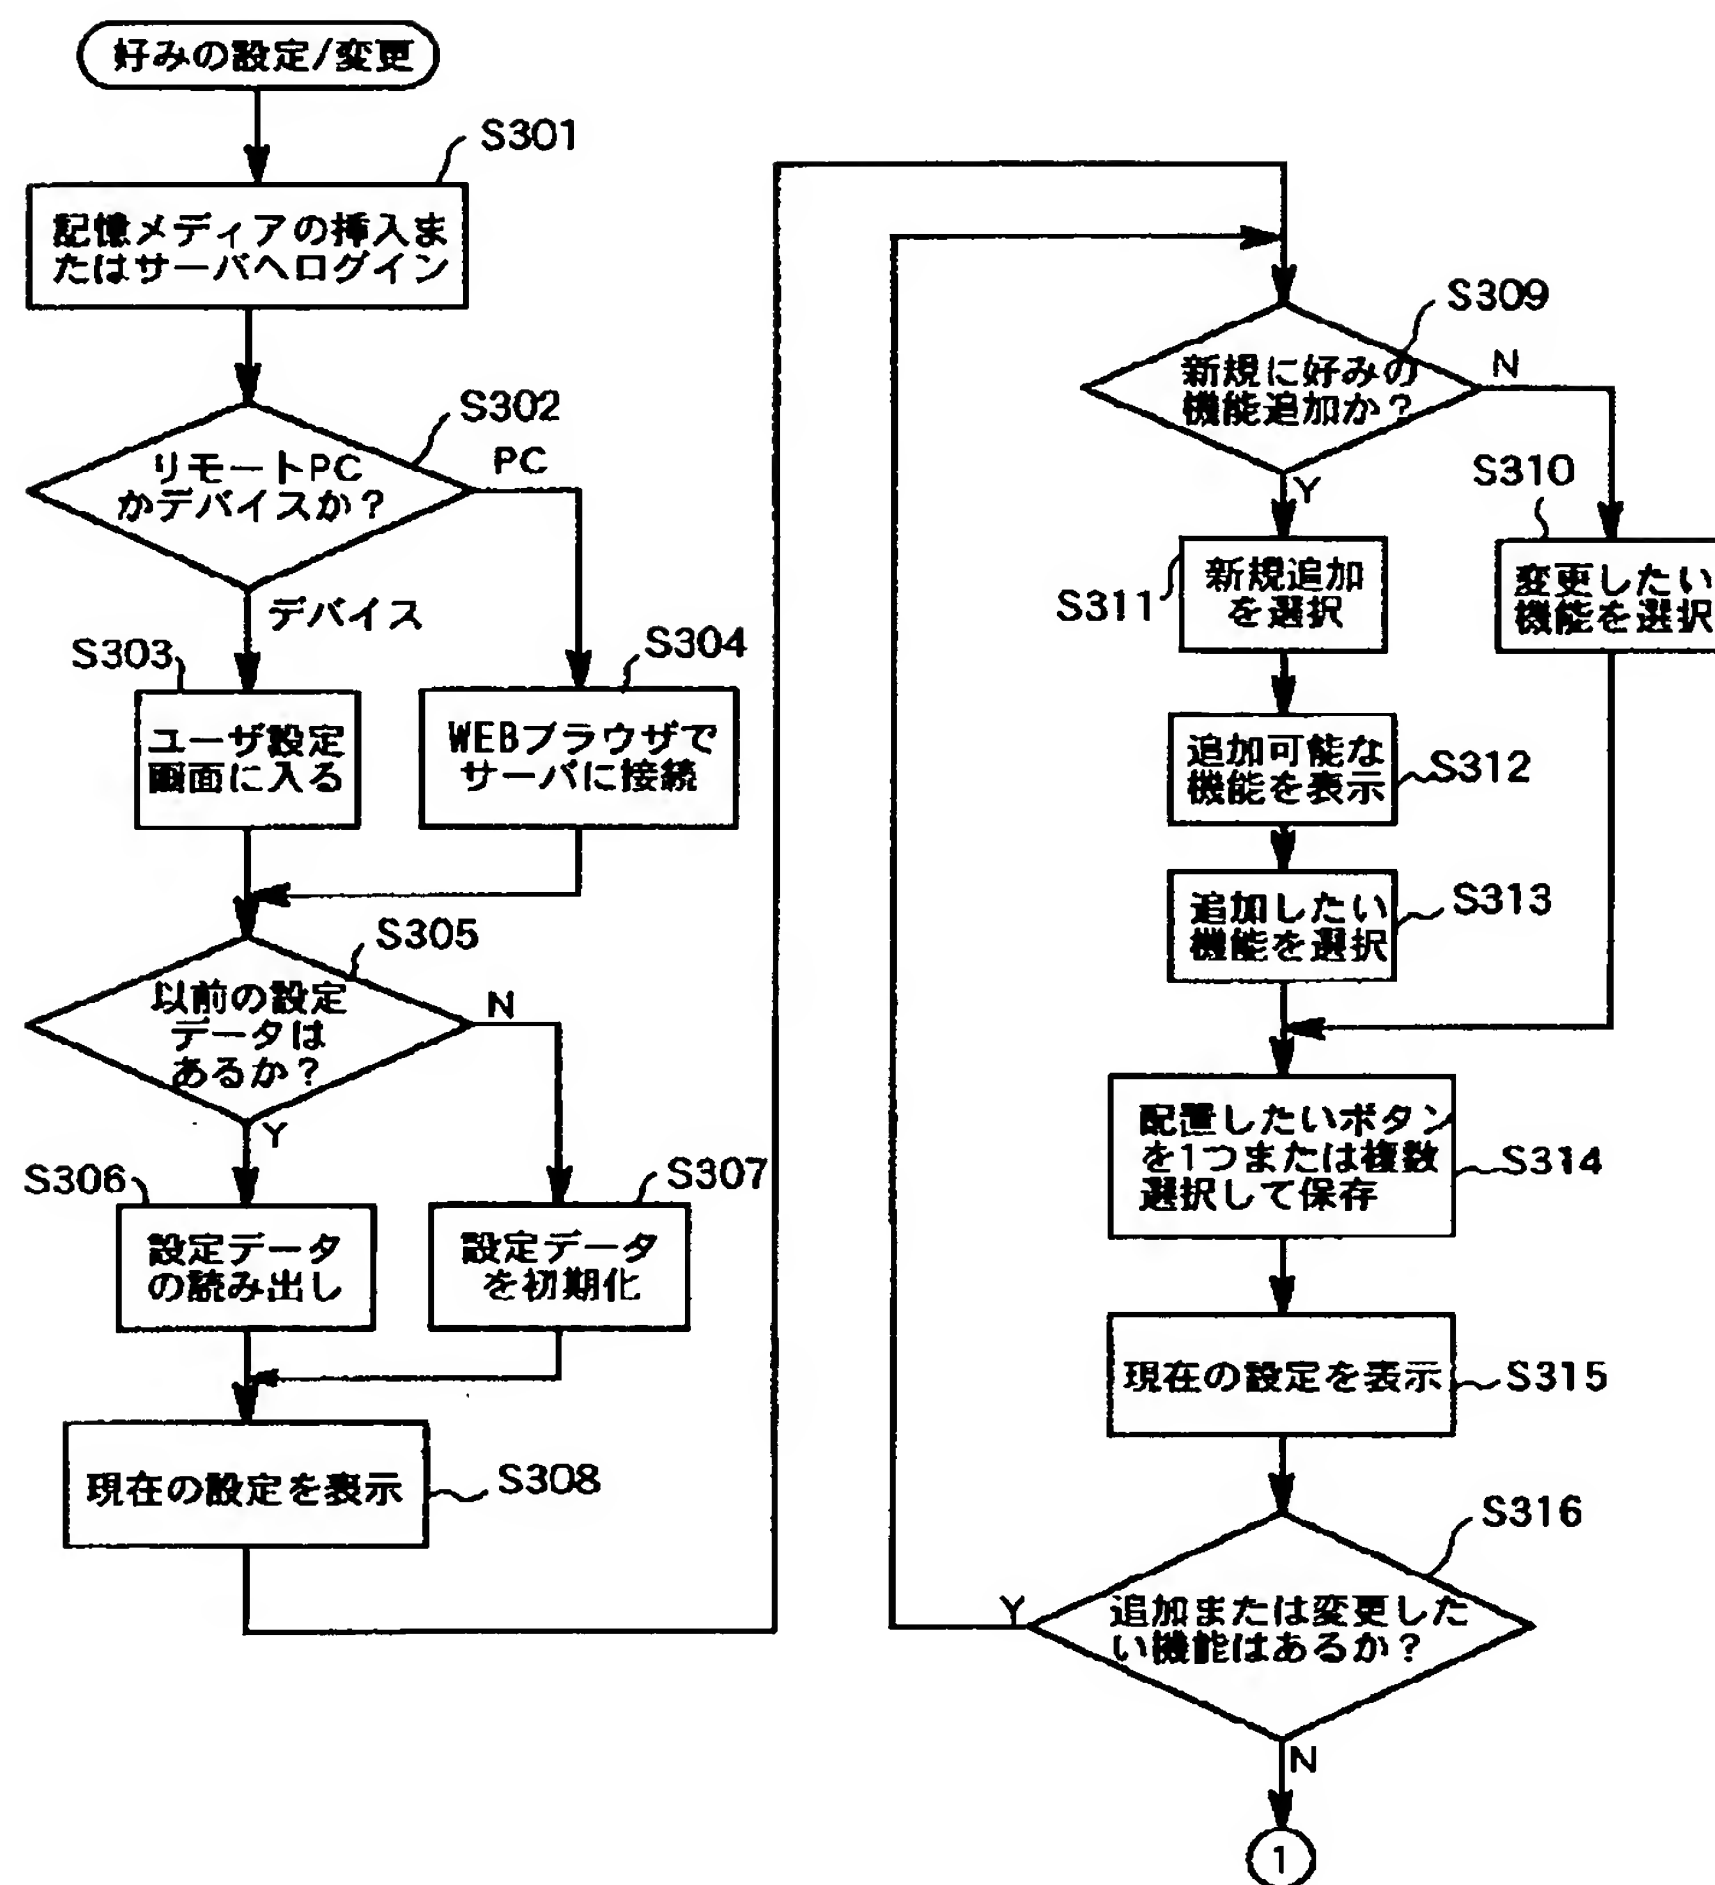 好みの設定/変更
S301
記憶メディアの挿入ま
たはサーバへログイン
S302
リモートPC
かデバイスか？
PC
デバイス
S303
ユーザ設定
画面に入る
S304
WEBブラウザで
サーバに接続
S305
以前の設定
データは
あるか？
N
Y
S306
設定データ
の読み出し
S307
設定データ
を初期化
現在の設定を表示
S308
S309
新規に好みの
機能追加か？
N
Y
S310
変更したい
機能を選択
S311
新規追加
を選択
追加可能な
機能を表示
S312
追加したい
機能を選択
S313
配置したいボタン
を1つまたは複数
選択して保存
S314
現在の設定を表示
S315
S316
追加または変更した
い機能はあるか？
Y
N
1